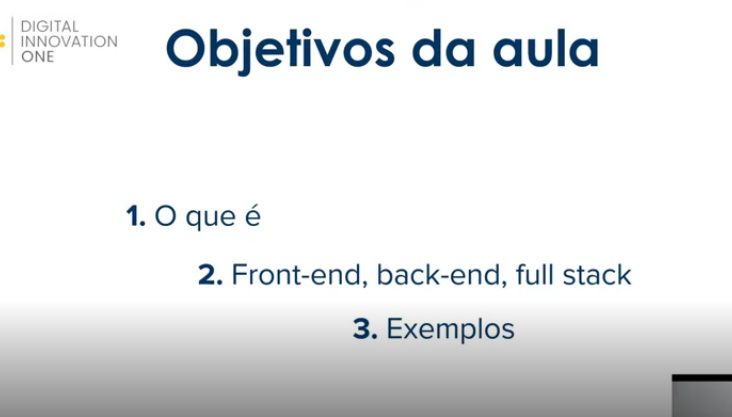 DIGITAL
INNOVATION
ONE
Objetivos da aula
1. O que é
2. Front-end, back-end, full stack
3. Exemplos